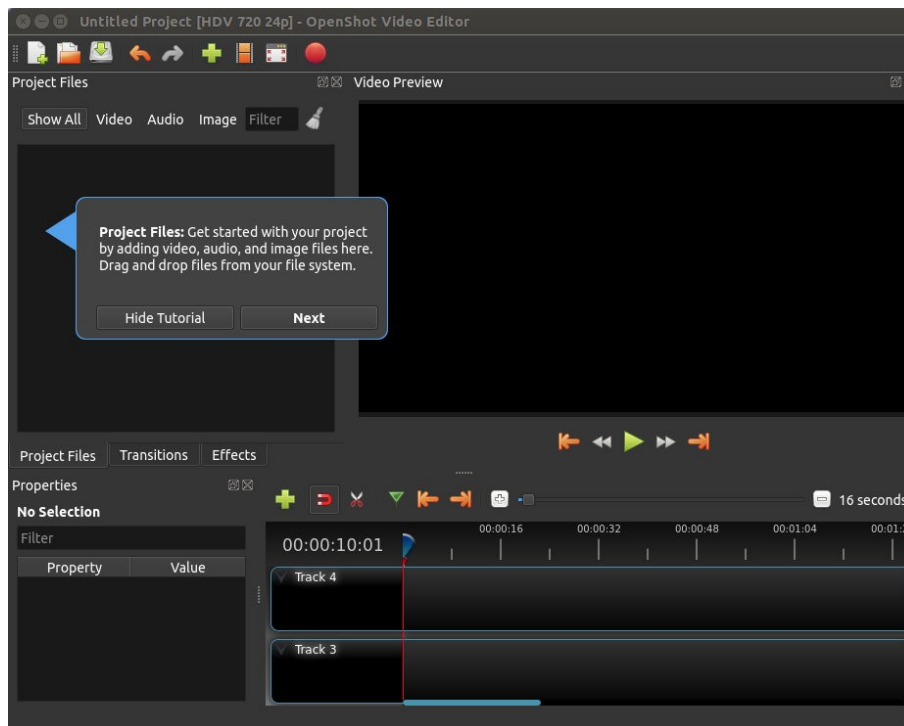 Untitled Project [HDV 720 24p] - OpenShot Video Editor
Project Files
Video Preview
Show All Video Audio Image Filter
Project Files: Get started with your project
by adding video, audio, and image files here.
Drag and drop files from your file system.
Hide Tutorial Next
Project Files Transitions Effects
Properties
No Selection
16 seconds
Filter
00:00:16 00:00:32 00:00:48 00:01:04 00:01:
00:00:10:01
Property Value
Track 4
Track 3